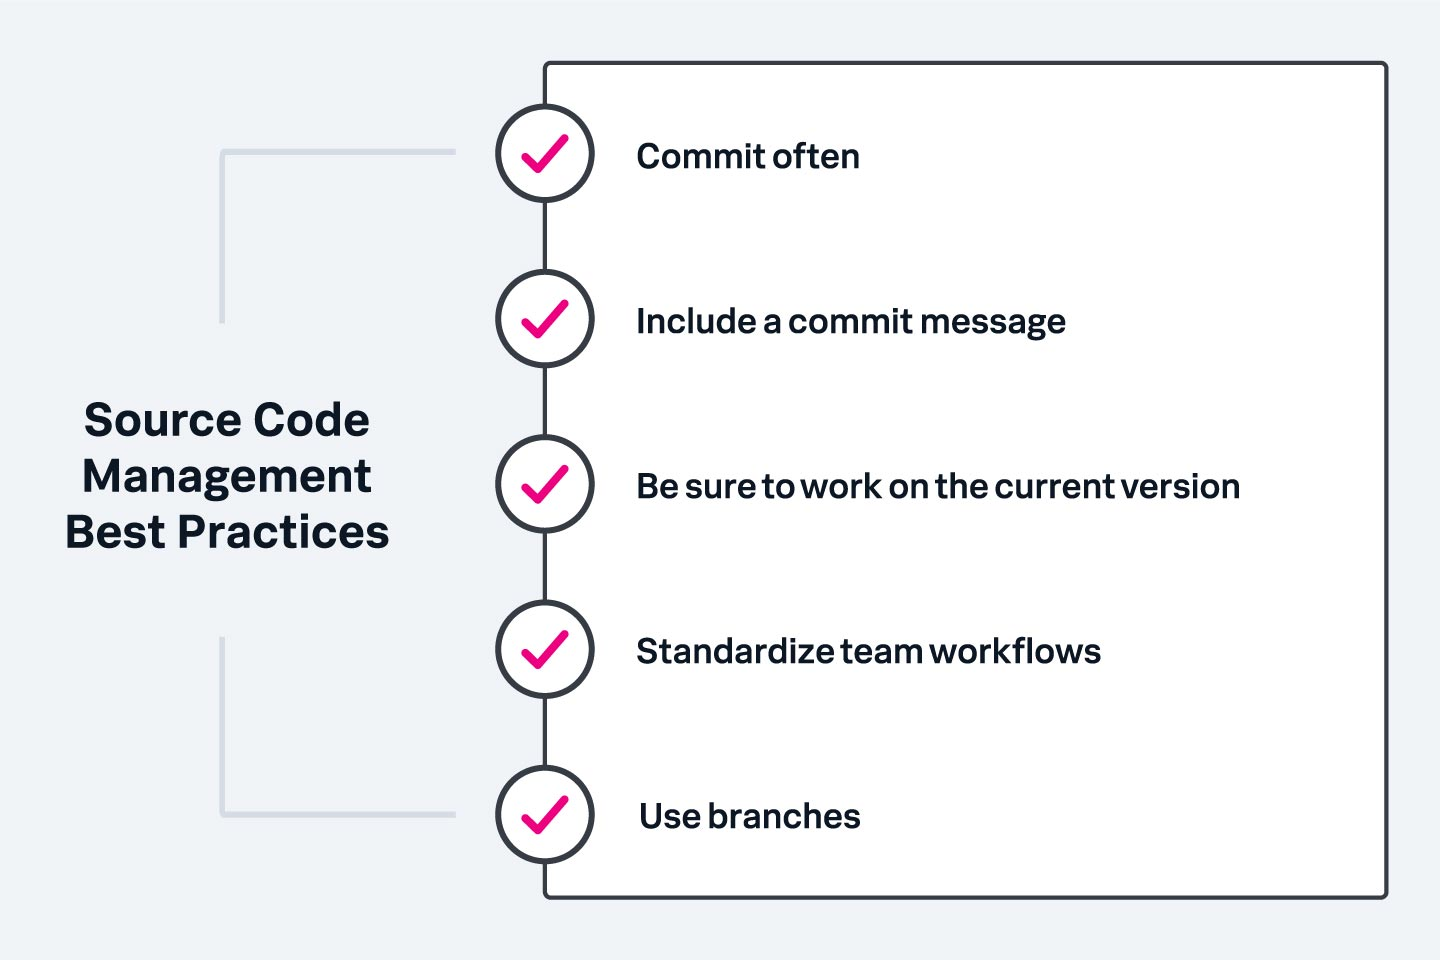 Source Code
Management
Best Practices
Commit often
Include a commit message
Be sure to work on the current version
Standardize team workflows
Use branches